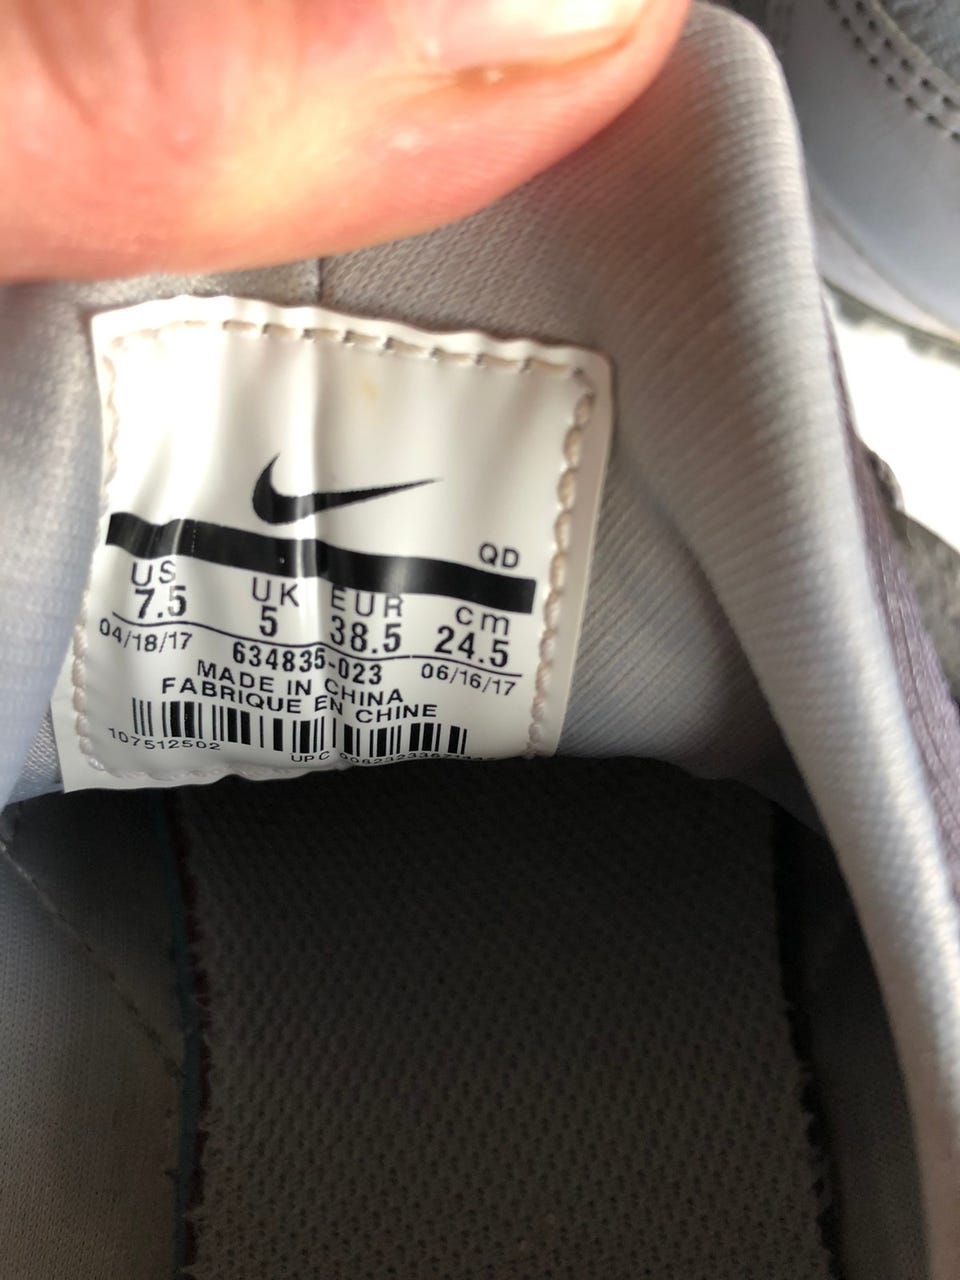 QD
US UK EUR cm
7.5 5 38.5 24.5
04/18/17 634835-023 06/16/17
MADE IN CHINA
FABRIQUE EN CHINE
107512502
UPC